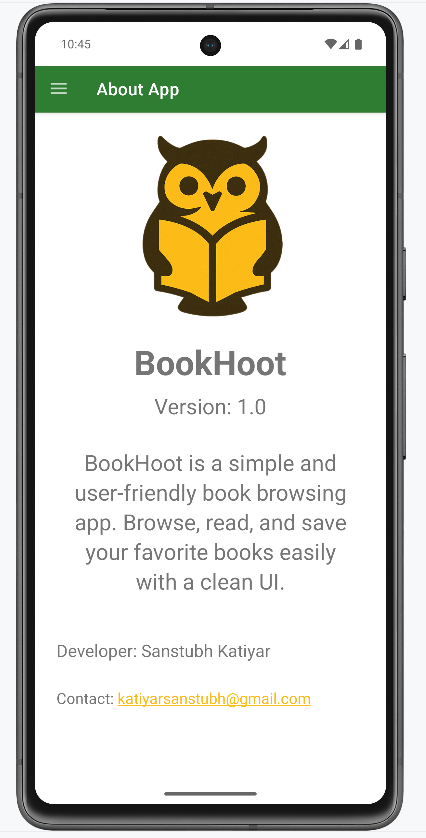 10:45
About App
BookHoot
Version: 1.0
BookHoot is a simple and
user-friendly book browsing
app. Browse, read, and save
your favorite books easily
with a clean UI.
Developer: Sanstubh Katiyar
Contact: katiyarsanstubh@gmail.com